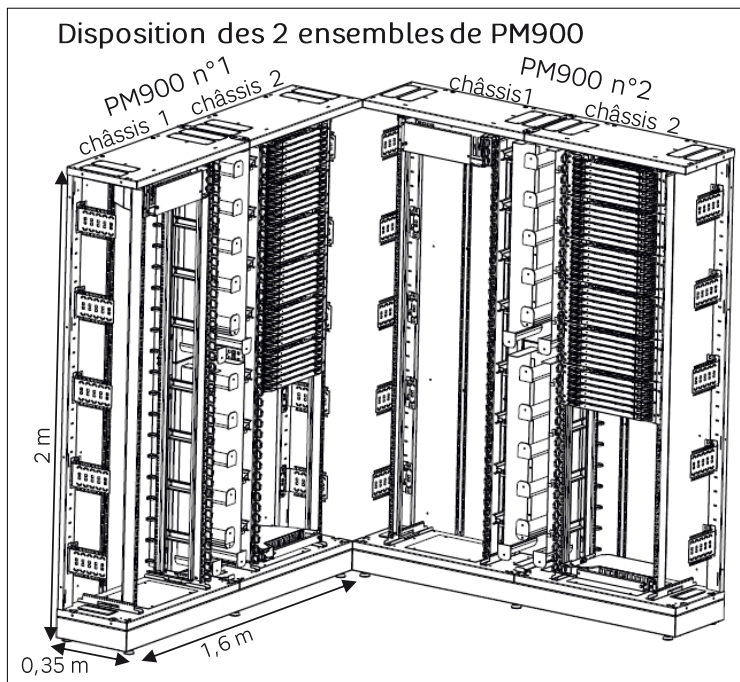 Disposition des 2 ensembles de PM900
PM900 n°1
châssis 1
châssis 2
PM900 n°2
châssis1
châssis 2
2 m
0,35 m
1,6 m